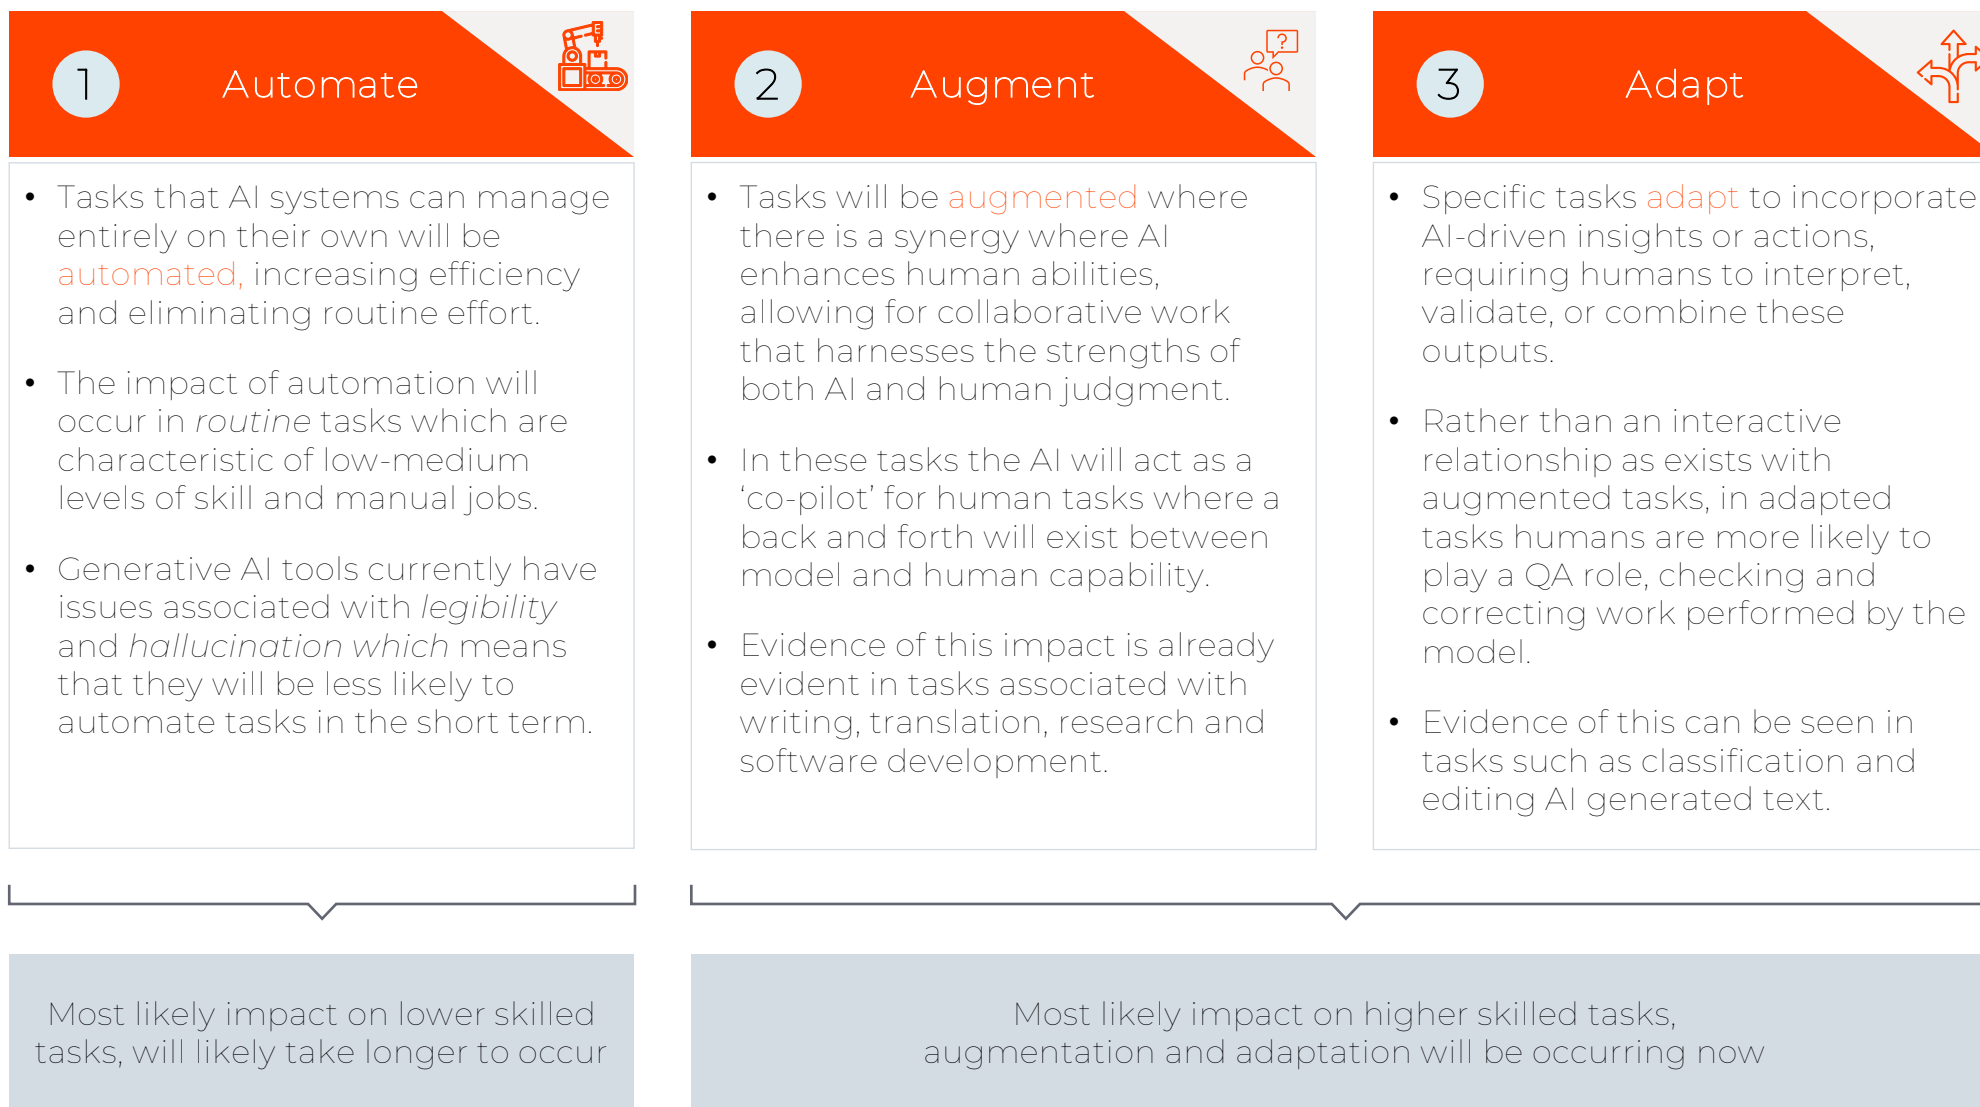 1
Automate
• Tasks that AI systems can manage
entirely on their own will be
automated, increasing efficiency
and eliminating routine effort.
• The impact of automation will
occur in routine tasks which are
characteristic of low-medium
levels of skill and manual jobs.
• Generative AI tools currently have
issues associated with legibility
and hallucination which means
that they will be less likely to
automate tasks in the short term.
Most likely impact on lower skilled
tasks, will likely take longer to occur
2
Augment
?
• Tasks will be augmented where
there is a synergy where AI
enhances human abilities,
allowing for collaborative work
that harnesses the strengths of
both AI and human judgment.
• In these tasks the AI will act as a
‘co-pilot’ for human tasks where a
back and forth will exist between
model and human capability.
• Evidence of this impact is already
evident in tasks associated with
writing, translation, research and
software development.
3
Adapt
• Specific tasks adapt to incorporate
AI-driven insights or actions,
requiring humans to interpret,
validate, or combine these
outputs.
• Rather than an interactive
relationship as exists with
augmented tasks, in adapted
tasks humans are more likely to
play a QA role, checking and
correcting work performed by the
model.
• Evidence of this can be seen in
tasks such as classification and
editing AI generated text.
Most likely impact on higher skilled tasks,
augmentation and adaptation will be occurring now